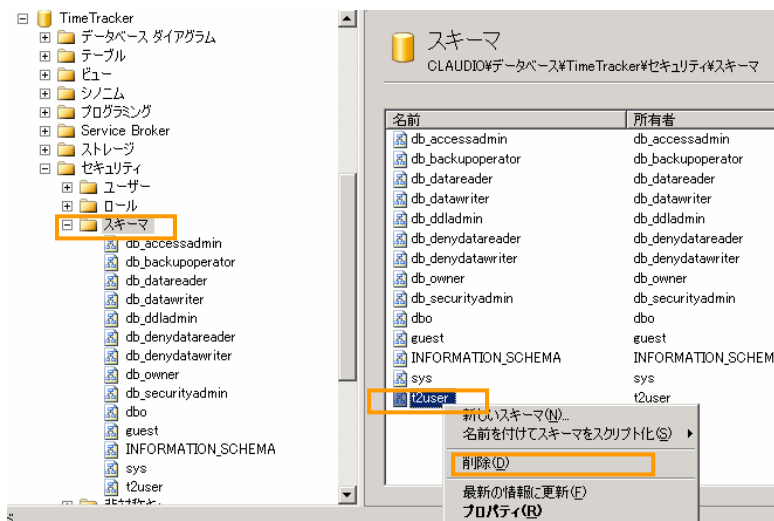 TimeTracker
データベース ダイアグラム
テーブル
ビュー
シノニム
プログラミング
Service Broker
ストレージ
セキュリティ
ユーザー
ロール
スキーマ
db_accessadmin
db_backupoperator
db_datareader
db_datawriter
db_ddladmin
db_denydatareader
db_denydatawriter
db_owner
db_securityadmin
dbo
guest
INFORMATION_SCHEMA
sys
t2user
スキーマ
CLAUDIO¥データベース¥TimeTracker¥セキュリティ¥スキーマ
名前 所有者
db_accessadmin db_accessadmin
db_backupoperator db_backupoperator
db_datareader db_datareader
db_datawriter db_datawriter
db_ddladmin db_ddladmin
db_denydatareader db_denydatareader
db_denydatawriter db_denydatawriter
db_owner db_owner
db_securityadmin db_securityadmin
dbo dbo
guest guest
INFORMATION_SCHEMA INFORMATION_SCHEM
sys sys
t2user t2user
新しいスキーマ(N)...
名前を付けてスキーマをスクリプト化(S)
削除(D)
最新の情報に更新(F)
プロパティ(R)